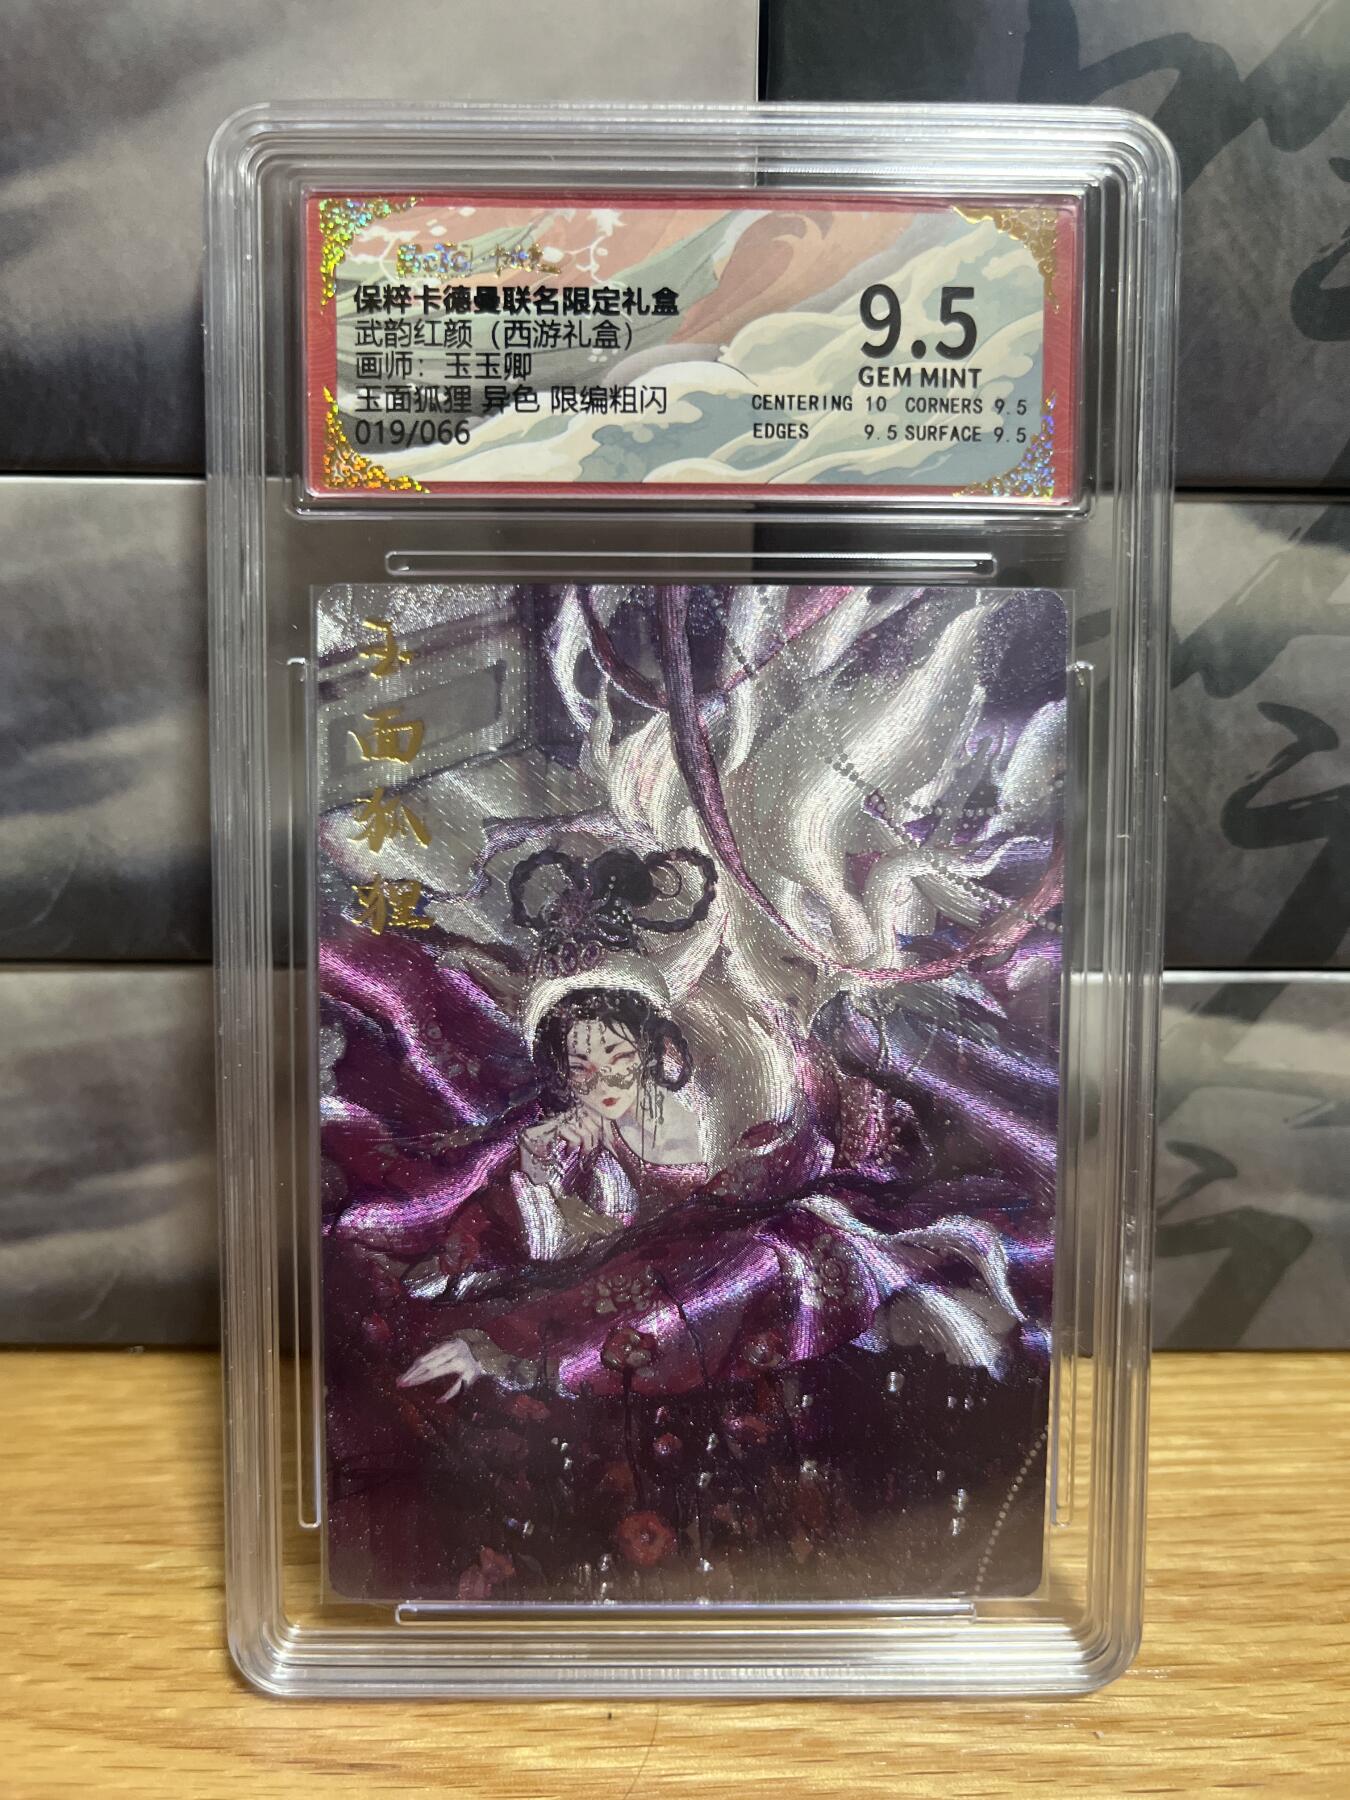 保粹卡德曼联名限定礼盒
武韵红颜（西游礼盒）
画师：玉玉卿
玉面狐狸 异色 限编粗闪
019/066
9.5
GEM MINT
CENTERING 10 CORNERS 9.5
EDGES 9.5 SURFACE 9.5
玉面狐狸